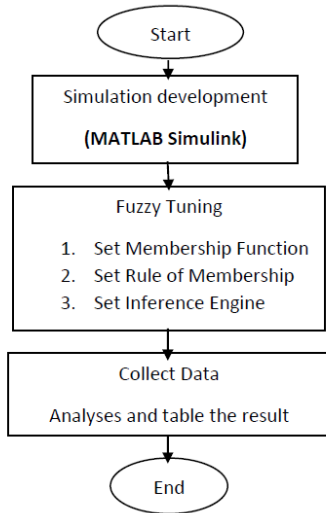 Start
Simulation development
(MATLAB Simulink)
Fuzzy Tuning
1. Set Membership Function
2. Set Rule of Membership
3. Set Inference Engine
Collect Data
Analyses and table the result
End